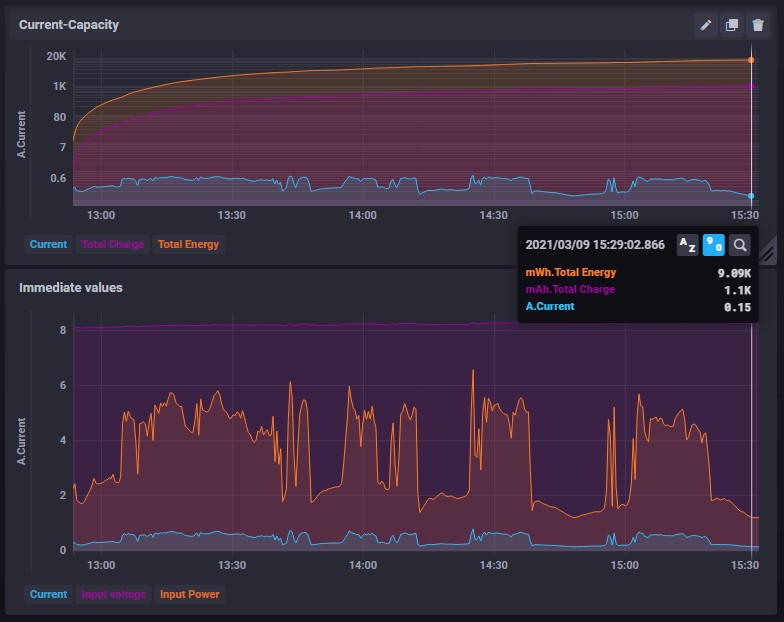 Current-Capacity
20K
1K
80
7
0.6
A.Current
13:00 13:30 14:00 14:30 15:00 15:30
Current Total Charge Total Energy
2021/03/09 15:29:02.866 AZ 90
mWh.Total Energy 9.09K
mAh.Total Charge 1.1K
A.Current 0.15
Immediate values
8
6
4
2
0
A.Current
13:00 13:30 14:00 14:30 15:00 15:30
Current Input voltage Input Power